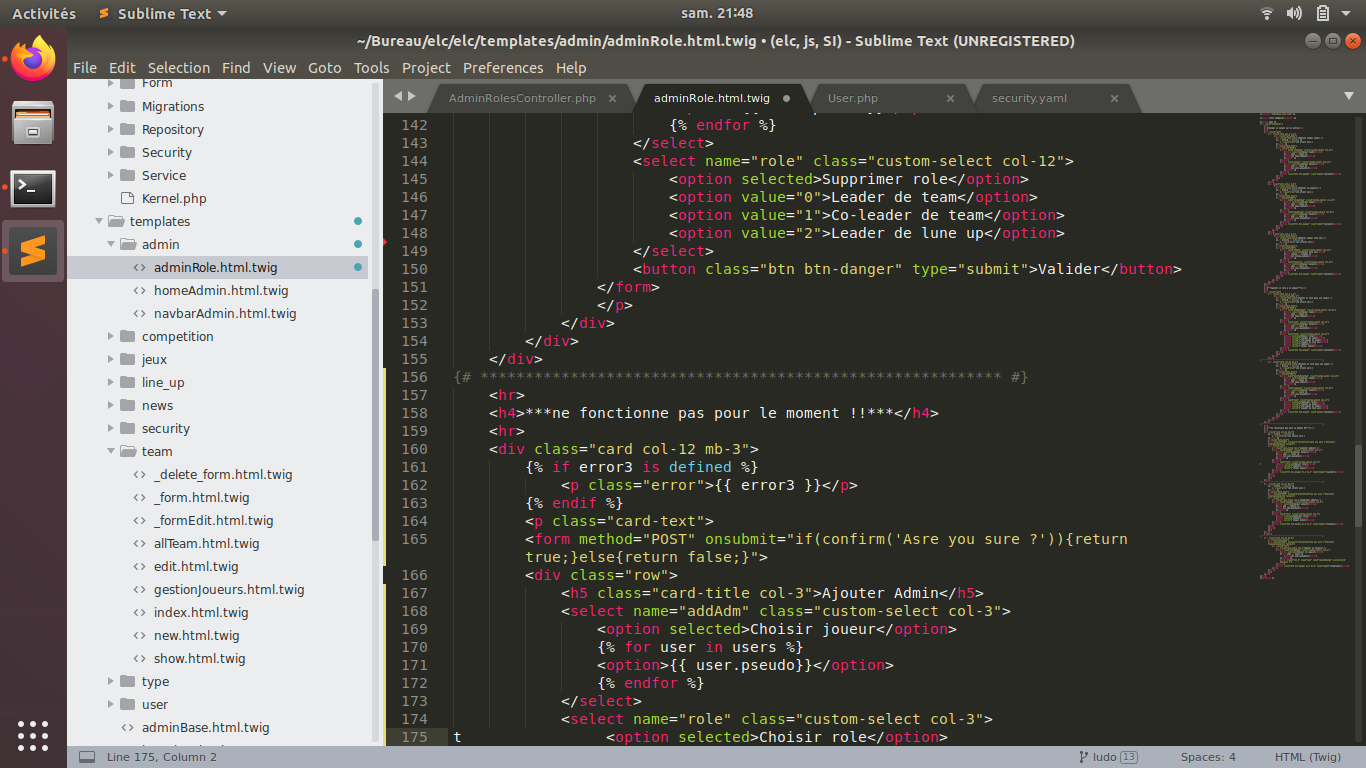 Activités
Sublime Text
sam. 21:48
~/Bureau/elc/elc/templates/admin/adminRole.html.twig • (elc, js, SI) - Sublime Text (UNREGISTERED)
File Edit Selection Find View Goto Tools Project Preferences Help
Form
Migrations
Repository
Security
Service
Kernel.php
templates
admin
adminRole.html.twig
homeAdmin.html.twig
navbarAdmin.html.twig
competition
jeux
line_up
news
security
team
_delete_form.html.twig
_form.html.twig
_formEdit.html.twig
allTeam.html.twig
edit.html.twig
gestionJoueurs.html.twig
index.html.twig
new.html.twig
show.html.twig
type
user
adminBase.html.twig
AdminRolesController.php
adminRole.html.twig
User.php
security.yaml
142 {% endfor %}
143 </select>
144 <select name="role" class="custom-select col-12">
145 <option selected>Supprimer role</option>
146 <option value="0">Leader de team</option>
147 <option value="1">Co-leader de team</option>
148 <option value="2">Leader de lune up</option>
149 </select>
150 <button class="btn btn-danger" type="submit">Valider</button>
151 </form>
152 </p>
153 </div>
154 </div>
155 </div>
156 {# ********************************************************** #}
157 <hr>
158 <h4>***ne fonctionne pas pour le moment !!***</h4>
159 <hr>
160 <div class="card col-12 mb-3">
161 {% if error3 is defined %}
162 <p class="error">{{ error3 }}</p>
163 {% endif %}
164 <p class="card-text">
165 <form method="POST" onsubmit="if(confirm('Asre you sure ?')){return
true;}else{return false;}">
166 <div class="row">
167 <h5 class="card-title col-3">Ajouter Admin</h5>
168 <select name="addAdm" class="custom-select col-3">
169 <option selected>Choisir joueur</option>
170 {% for user in users %}
171 <option>{{ user.pseudo}}</option>
172 {% endfor %}
173 </select>
174 <select name="role" class="custom-select col-3">
175 t <option selected>Choisir role</option>
Line 175, Column 2
ludo 13
Spaces: 4
HTML (Twig)